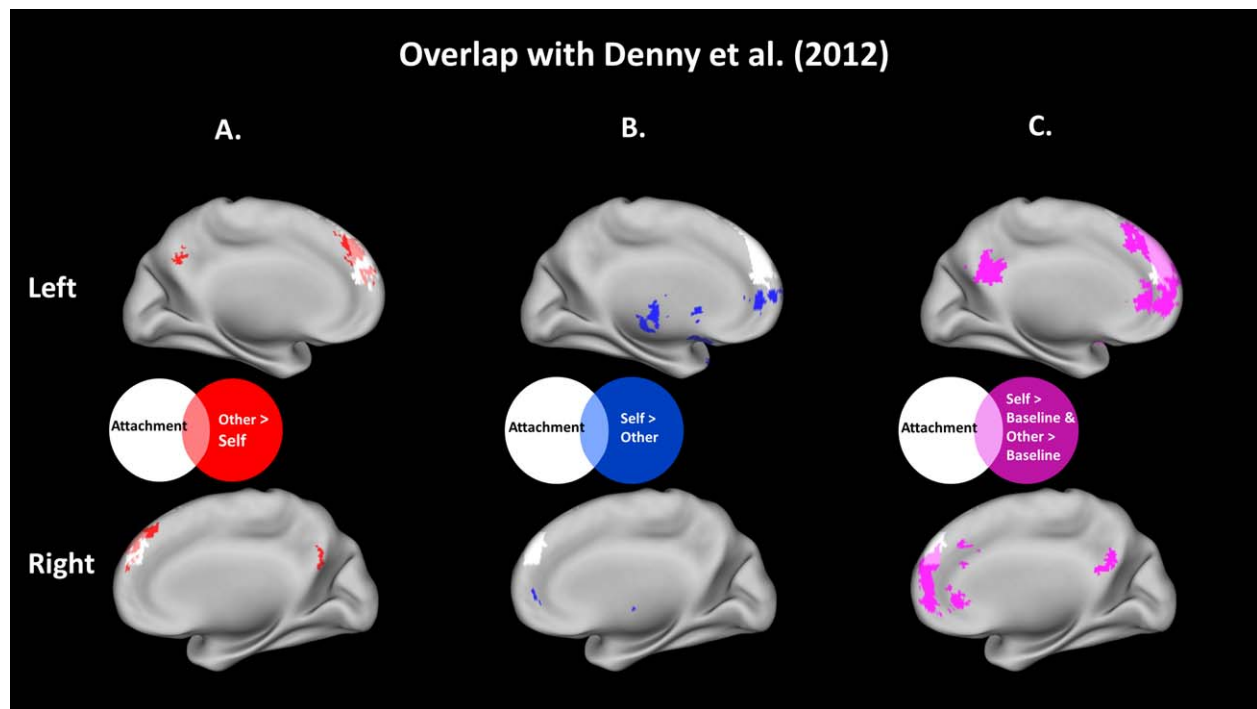 Overlap with Denny et al. (2012)
A.
B.
C.
Left
Attachment
Other >
Self
Attachment
Self >
Other
Attachment
Self >
Baseline &
Other >
Baseline
Right